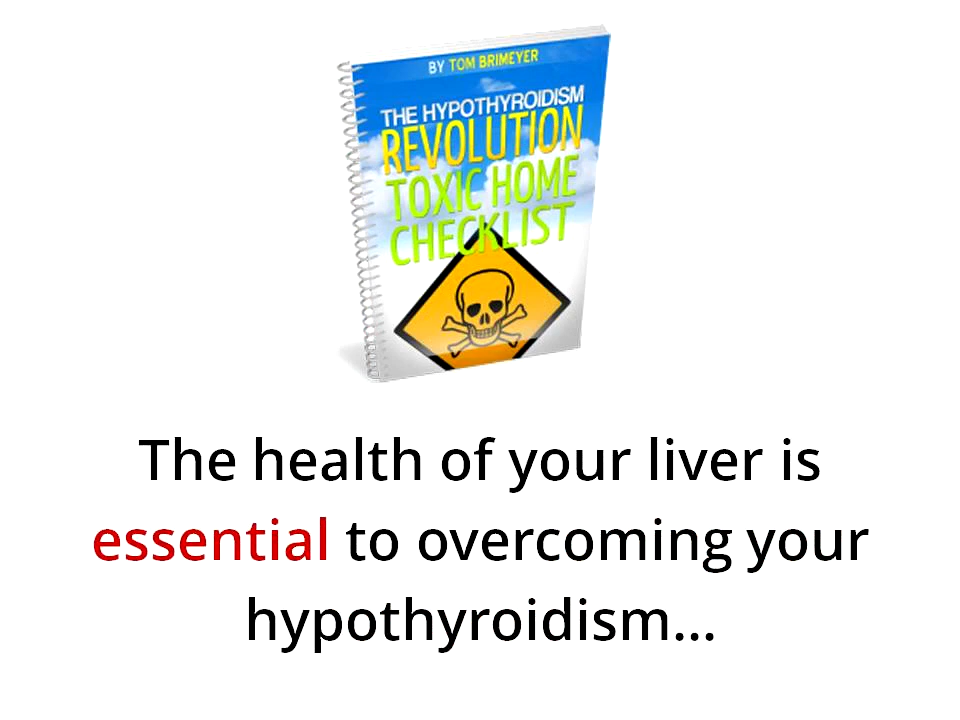 BY TOM BRIMEYER
THE HYPOTHYROIDISM
REVOLUTION
TOXIC HOME
CHECKLIST
The health of your liver is
essential to overcoming your
hypothyroidism...